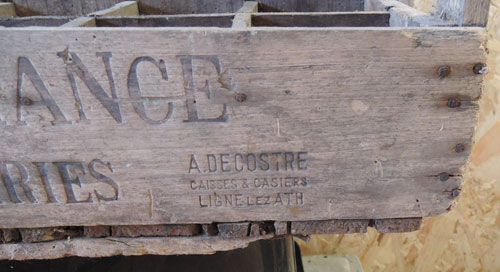 ANCE
RIES
A. DECOSTRE
CAISSES & CASIERS
LIGNE LEZ ATH